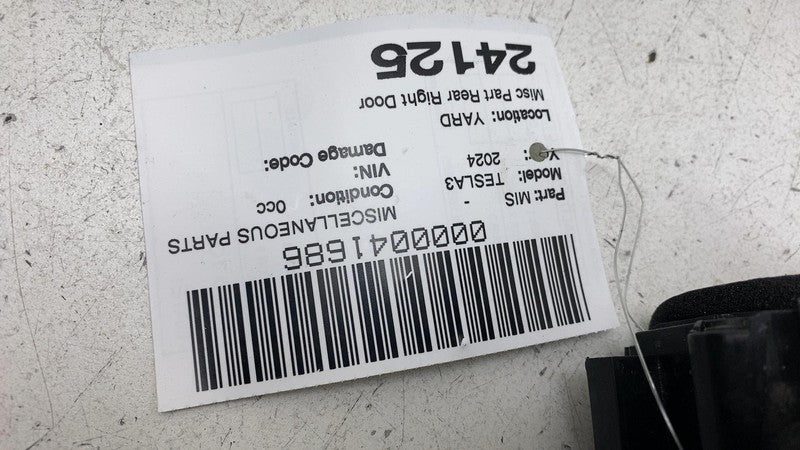 0000041686
MISCELLANEOUS PARTS
Part: MIS -
Condition: 0cc
Model: TESLA3
VIN:
2024
Damage Code:
Location: YARD
Misc Part Rear Right Door
24125